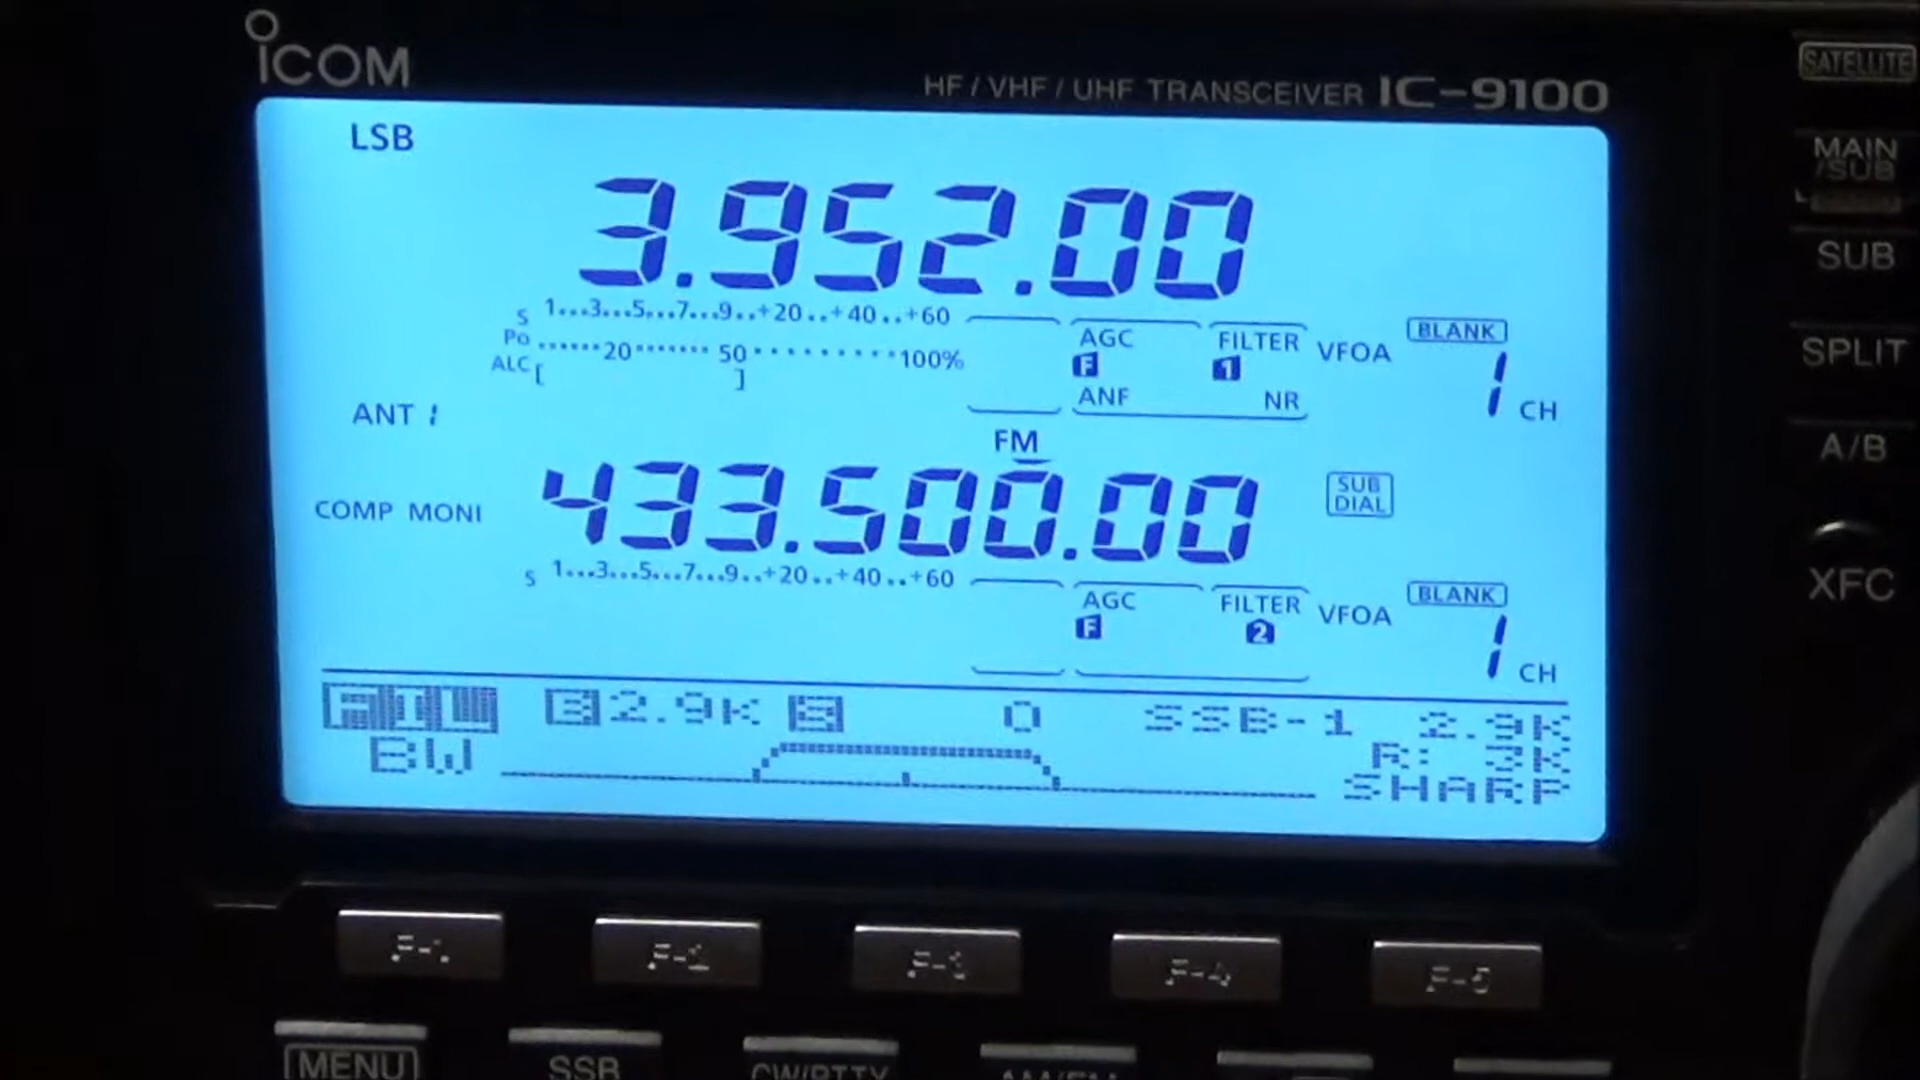 ICOM
HF / VHF / UHF TRANSCEIVER IC-9100
SATELLITE
LSB
MAIN
/SUB
3.952.00
SUB
S 1...3...5...7...9..+20..+40..+60
Po ......20....... 50 .........100%
ALC [ ]
AGC FILTER VFOA BLANK
F 1 1 CH
ANF NR
SPLIT
ANT 1
FM
A/B
433.500.00
SUB
DIAL
COMP MONI
S 1...3...5...7...9..+20..+40..+60
XFC
AGC FILTER VFOA BLANK
F 2 1 CH
FIL B 2.9K S 0 SSB-1 2.9K
BW R: 3K
SHARP
F-1 F-2 F-3 F-4 F-5
MENU SSB CW/RTTY AM/FM